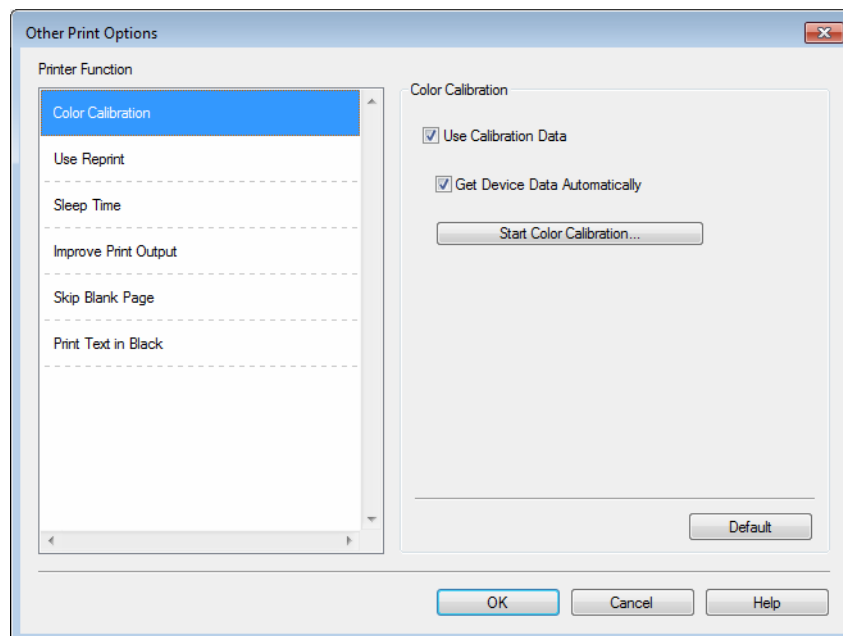 Other Print Options
Printer Function
Color Calibration
Use Reprint
Sleep Time
Improve Print Output
Skip Blank Page
Print Text in Black
Color Calibration
Use Calibration Data
Get Device Data Automatically
Start Color Calibration...
Default
OK
Cancel
Help